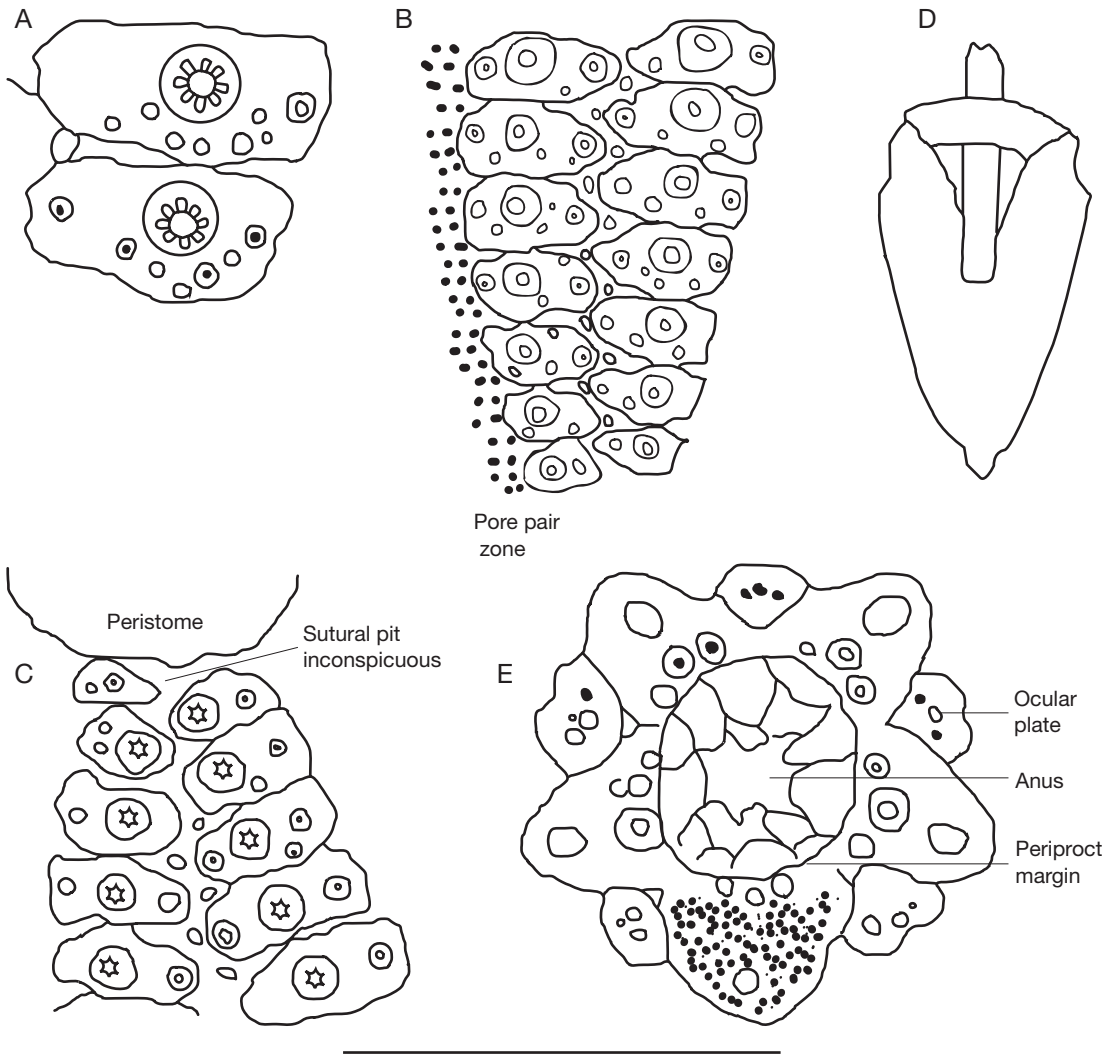 A
B
D
Pore pair
zone
Peristome
Sutural pit
inconspicuous
C
E
Ocular
plate
Anus
Periproct
margin